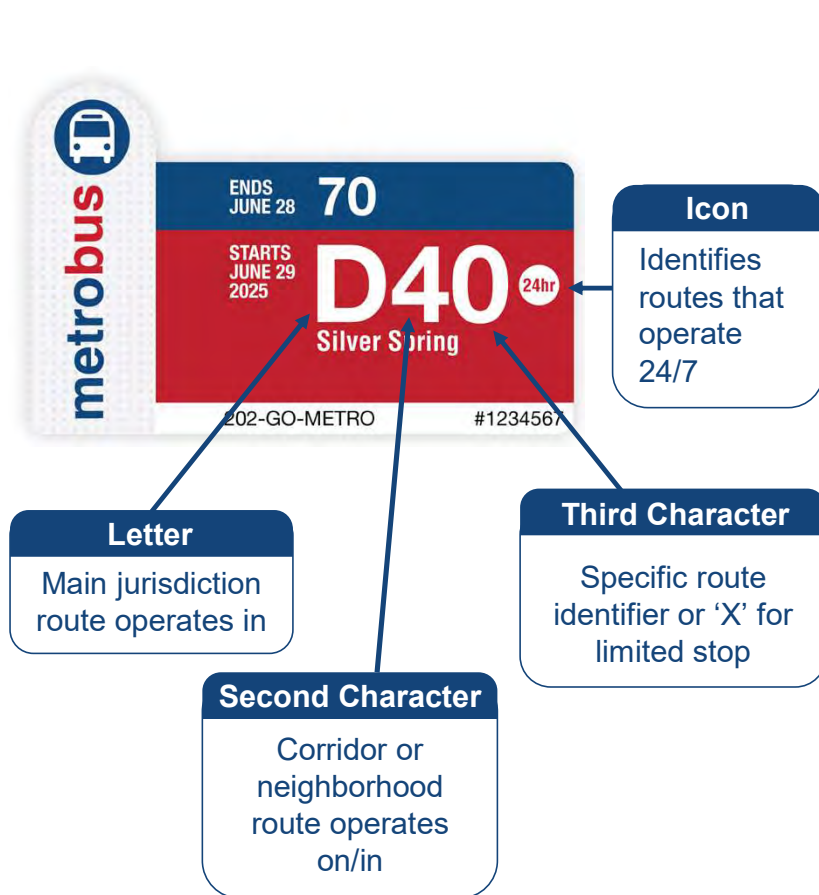 metrobus
ENDS
JUNE 28
70
STARTS
JUNE 29
2025
D40
24hr
Silver Spring
202-GO-METRO #1234567
Icon
Identifies
routes that
operate
24/7
Letter
Main jurisdiction
route operates in
Third Character
Specific route
identifier or ‘X’ for
limited stop
Second Character
Corridor or
neighborhood
route operates
on/in